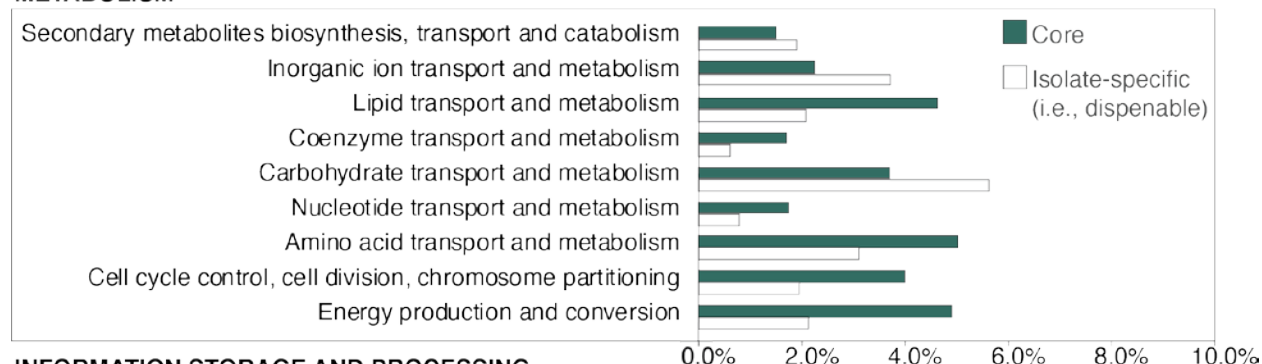 METABOLISM
Secondary metabolites biosynthesis, transport and catabolism
Inorganic ion transport and metabolism
Lipid transport and metabolism
Coenzyme transport and metabolism
Carbohydrate transport and metabolism
Nucleotide transport and metabolism
Amino acid transport and metabolism
Cell cycle control, cell division, chromosome partitioning
Energy production and conversion
Core
Isolate-specific
(i.e., dispenable)
0.0% 2.0% 4.0% 6.0% 8.0% 10.0%
INFORMATION STORAGE AND PROCESSING